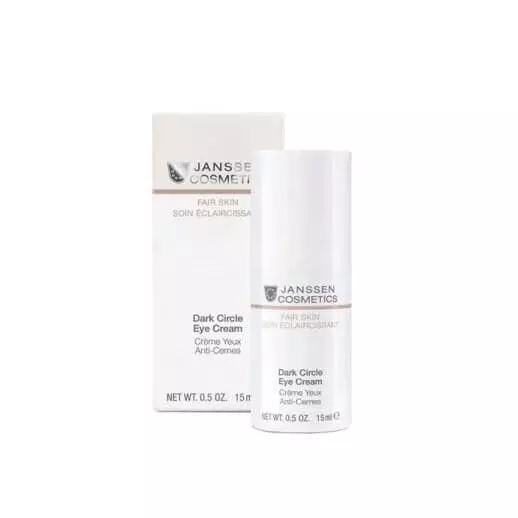 JANSSEN
COSMETICS
FAIR SKIN
SOIN ÉCLAIRCISSA
Dark Circle
Eye Cream
Crème Yeux
Anti-Cernes
NET WT. 0.5 OZ. 15 m
JANSSEN
COSMETICS
FAIR SKIN
SOIN ÉCLAIRCISSANT
Dark Circle
Eye Cream
Crème Yeux
Anti-Cernes
NET WT. 0.5 OZ. 15 ml ℮